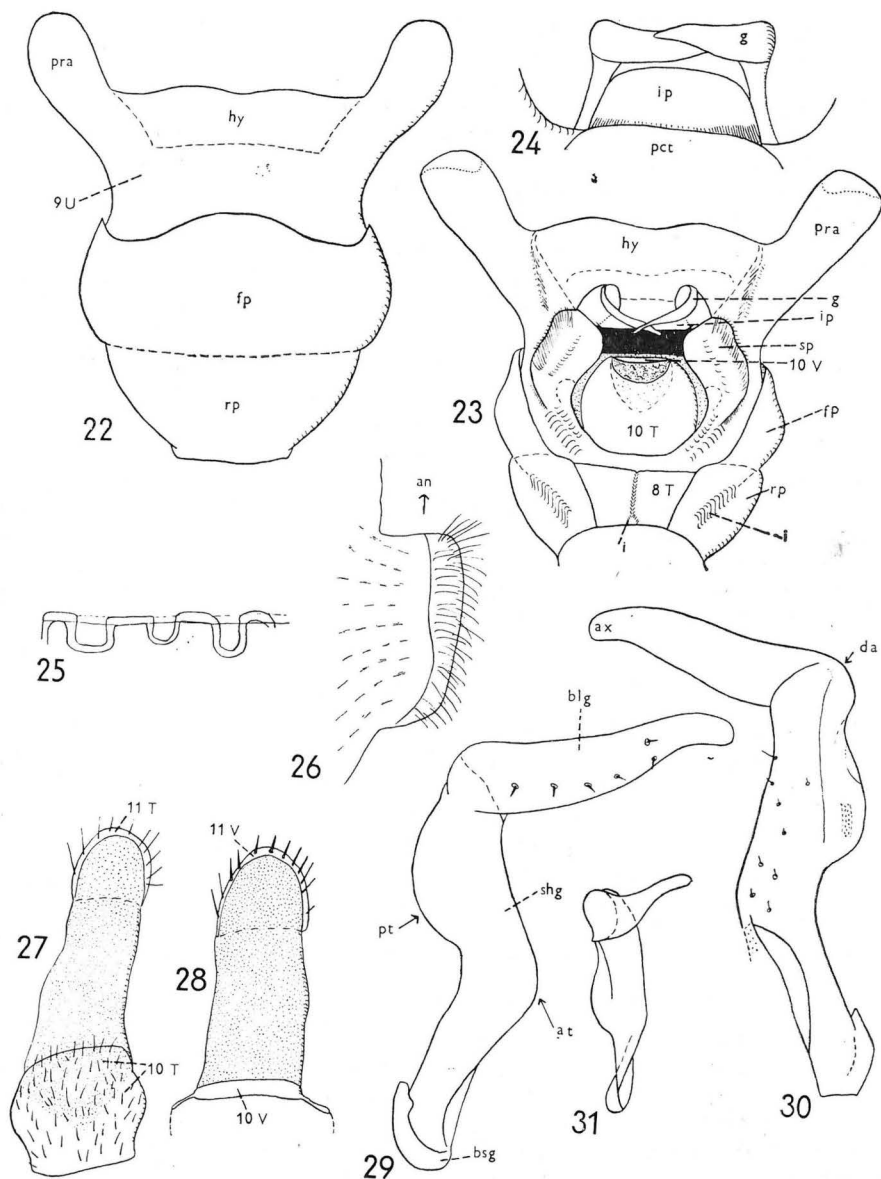 pra
hy
9U
fp
rp
22
g
ip
pct
24
hy
pra
g
ip
sp
10 V
fp
10 T
8 T
rp
i
i
23
25
an
26
blg
shg
pt
at
bsg
29
ax
da
30
31
11 T
27
10 T
11 V
28
10 V